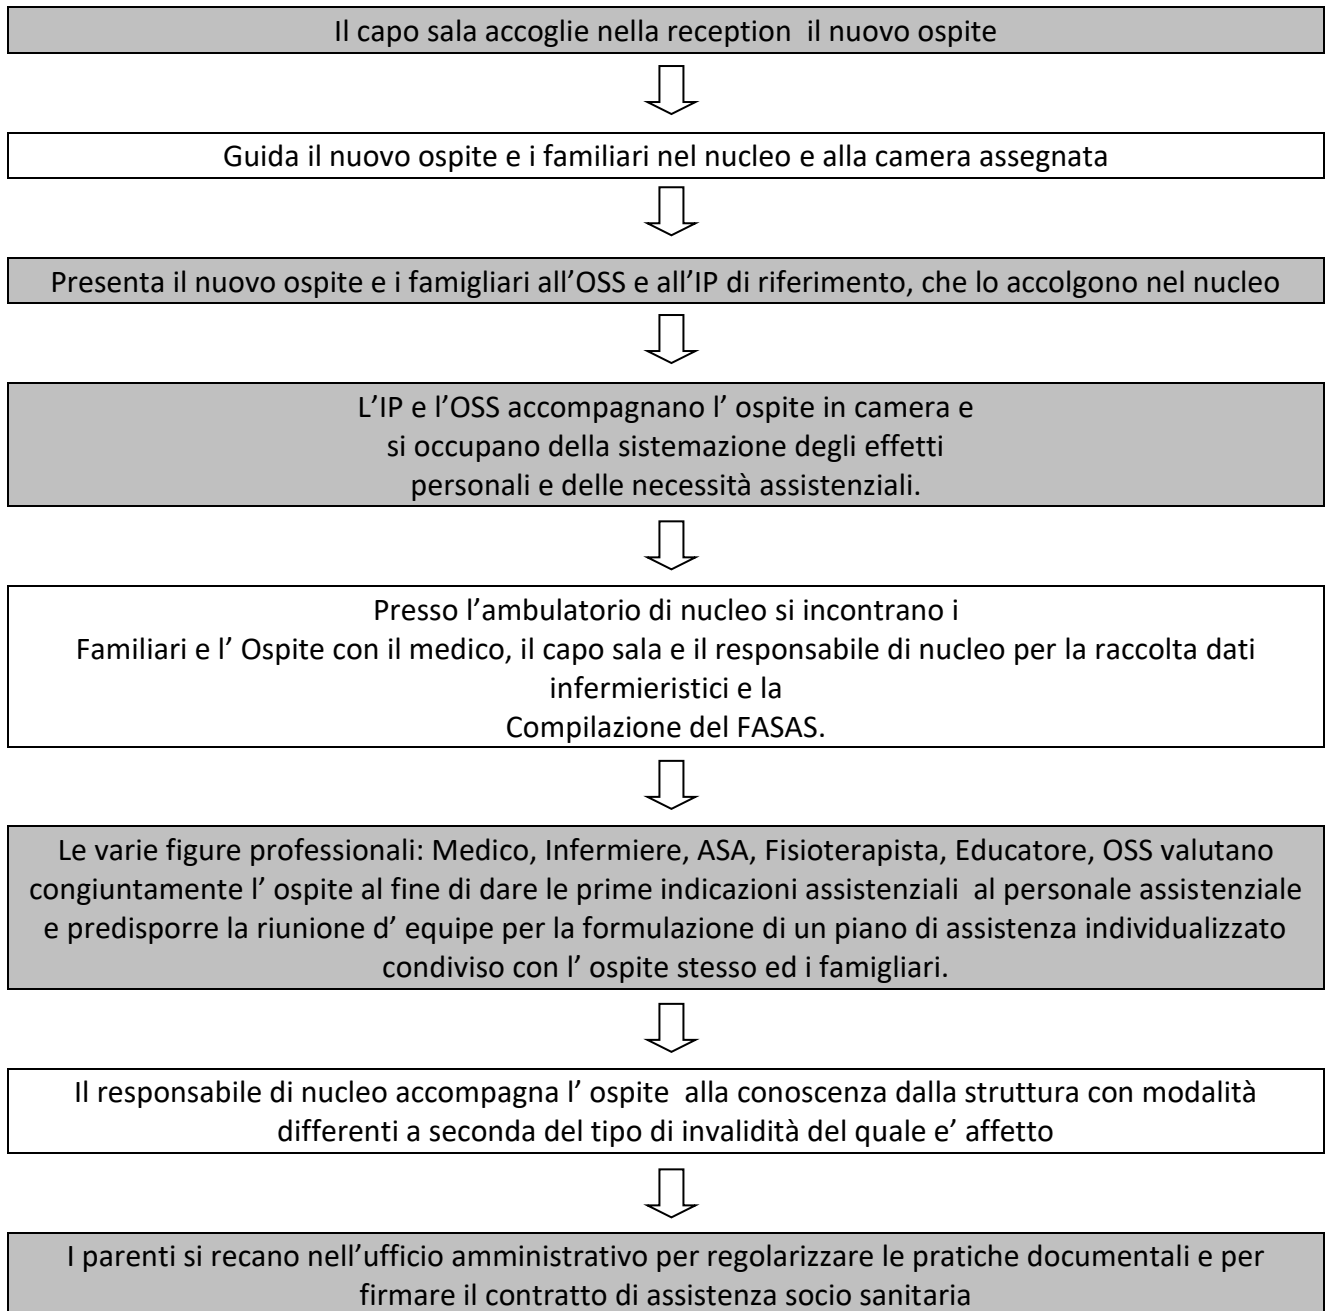 Il capo sala accoglie nella reception  il nuovo ospite
Guida il nuovo ospite e i familiari nel nucleo e alla camera assegnata
Presenta il nuovo ospite e i famigliari all’OSS e all’IP di riferimento, che lo accolgono nel nucleo
L’IP e l’OSS accompagnano l’ ospite in camera e
si occupano della sistemazione degli effetti
personali e delle necessità assistenziali.
Presso l’ambulatorio di nucleo si incontrano i
Familiari e l’ Ospite con il medico, il capo sala e il responsabile di nucleo per la raccolta dati
infermieristici e la
Compilazione del FASAS.
Le varie figure professionali: Medico, Infermiere, ASA, Fisioterapista, Educatore, OSS valutano
congiuntamente l’ ospite al fine di dare le prime indicazioni assistenziali  al personale assistenziale
e predisporre la riunione d’ equipe per la formulazione di un piano di assistenza individualizzato
condiviso con l’ ospite stesso ed i famigliari.
Il responsabile di nucleo accompagna l’ ospite  alla conoscenza dalla struttura con modalità
differenti a seconda del tipo di invalidità del quale e’ affetto
I parenti si recano nell’ufficio amministrativo per regolarizzare le pratiche documentali e per
firmare il contratto di assistenza socio sanitaria